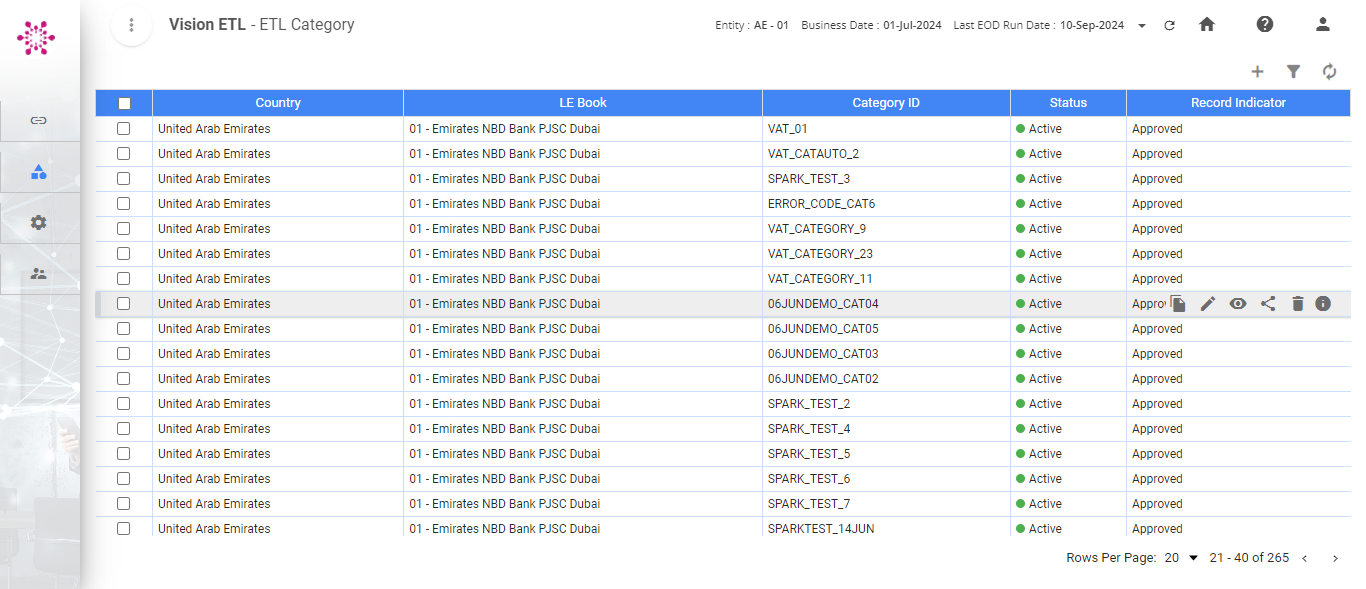 Vision ETL - ETL Category
Entity : AE - 01 Business Date : 01-Jul-2024 Last EOD Run Date : 10-Sep-2024
Country LE Book Category ID Status Record Indicator
United Arab Emirates 01 - Emirates NBD Bank PJSC Dubai VAT_01 Active Approved
United Arab Emirates 01 - Emirates NBD Bank PJSC Dubai VAT_CATAUTO_2 Active Approved
United Arab Emirates 01 - Emirates NBD Bank PJSC Dubai SPARK_TEST_3 Active Approved
United Arab Emirates 01 - Emirates NBD Bank PJSC Dubai ERROR_CODE_CAT6 Active Approved
United Arab Emirates 01 - Emirates NBD Bank PJSC Dubai VAT_CATEGORY_9 Active Approved
United Arab Emirates 01 - Emirates NBD Bank PJSC Dubai VAT_CATEGORY_23 Active Approved
United Arab Emirates 01 - Emirates NBD Bank PJSC Dubai VAT_CATEGORY_11 Active Approved
United Arab Emirates 01 - Emirates NBD Bank PJSC Dubai 06JUNDEMO_CAT04 Active Approv
United Arab Emirates 01 - Emirates NBD Bank PJSC Dubai 06JUNDEMO_CAT05 Active Approved
United Arab Emirates 01 - Emirates NBD Bank PJSC Dubai 06JUNDEMO_CAT03 Active Approved
United Arab Emirates 01 - Emirates NBD Bank PJSC Dubai 06JUNDEMO_CAT02 Active Approved
United Arab Emirates 01 - Emirates NBD Bank PJSC Dubai SPARK_TEST_2 Active Approved
United Arab Emirates 01 - Emirates NBD Bank PJSC Dubai SPARK_TEST_4 Active Approved
United Arab Emirates 01 - Emirates NBD Bank PJSC Dubai SPARK_TEST_5 Active Approved
United Arab Emirates 01 - Emirates NBD Bank PJSC Dubai SPARK_TEST_6 Active Approved
United Arab Emirates 01 - Emirates NBD Bank PJSC Dubai SPARK_TEST_7 Active Approved
United Arab Emirates 01 - Emirates NBD Bank PJSC Dubai SPARKTEST_14JUN Active Approved
Rows Per Page: 20 21 - 40 of 265